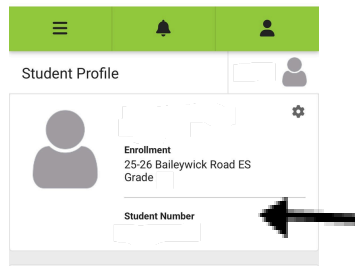 Student Profile
Enrollment
25-26 Baileywick Road ES
Grade
Student Number